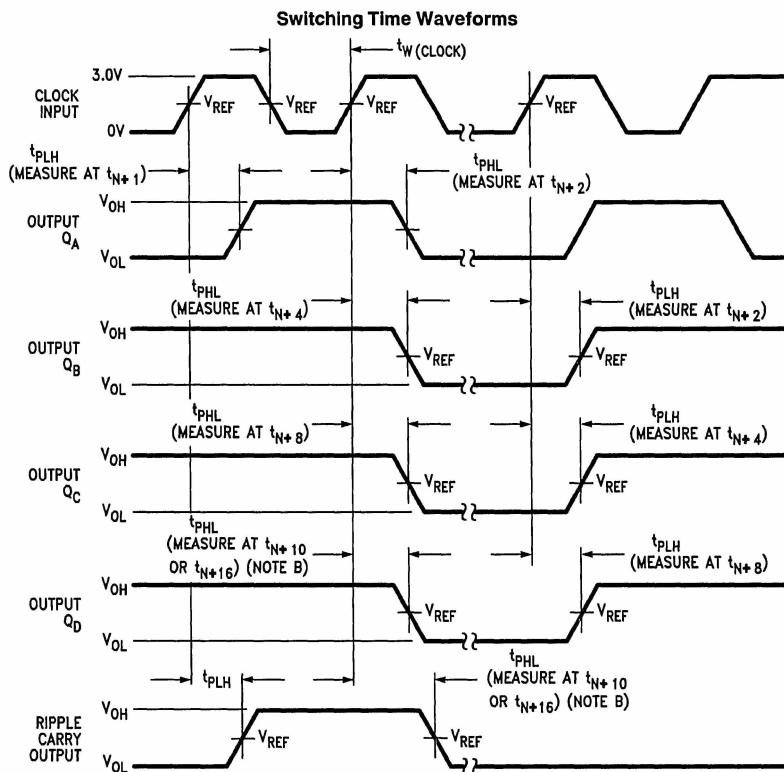 Switching Time Waveforms
tW(CLOCK)
3.0V
CLOCK
INPUT
VREF VREF VREF VREF
0V
tPLH
(MEASURE AT tN+1)
tPHL
(MEASURE AT tN+2)
VOH
OUTPUT
QA
VOL
tPHL
(MEASURE AT tN+4)
tPLH
(MEASURE AT tN+2)
VOH
OUTPUT
QB
VREF VREF
VOL
tPHL
(MEASURE AT tN+8)
tPLH
(MEASURE AT tN+4)
VOH
OUTPUT
QC
VREF VREF
VOL
tPHL
(MEASURE AT tN+10
OR tN+16) (NOTE B)
tPLH
(MEASURE AT tN+8)
VOH
OUTPUT
QD
VREF VREF
VOL
tPLH
tPHL
(MEASURE AT tN+10
OR tN+16) (NOTE B)
VOH
RIPPLE
CARRY
OUTPUT
VREF VREF
VOL